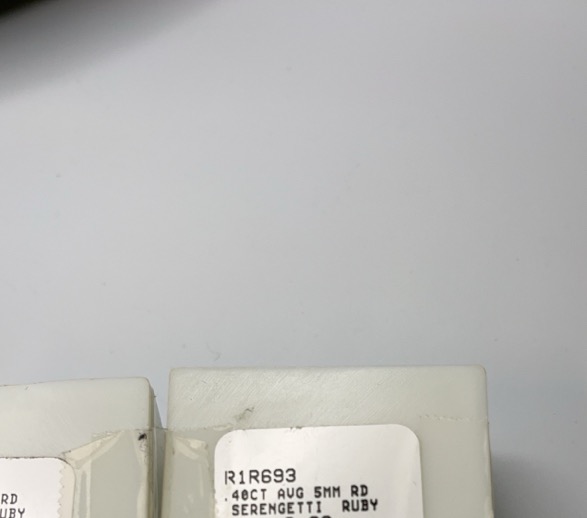 RD
UBY
R1R693
.40CT AVG 5MM RD
SERENGETTI RUBY